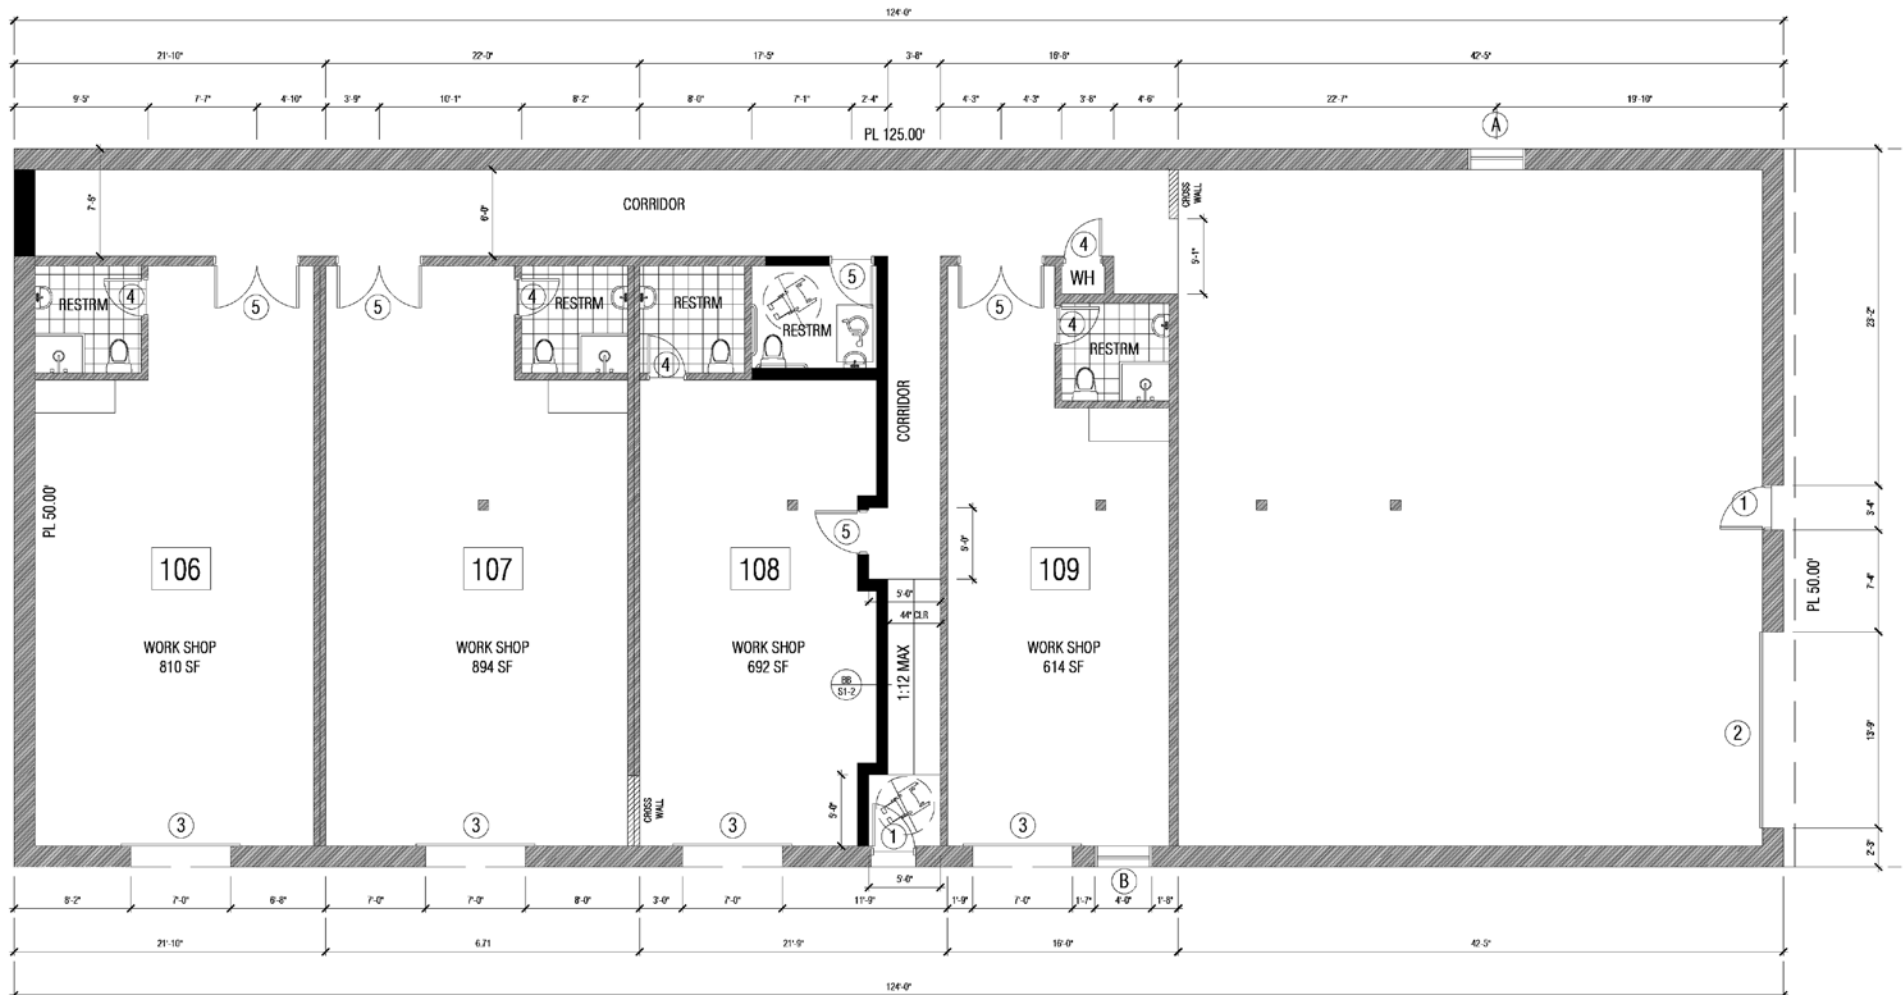 124'-0"
21'-10" 22'-0" 17'-5" 3'-8" 16'-8" 42'-5"
9'-5" 7'-7" 4'-10" 3'-9" 10'-1" 8'-2" 8'-0" 7'-1" 2'-4" 4'-3" 4'-3" 3'-8" 4'-6" 22'-7" 19'-10"
PL 125.00'
A
CORRIDOR
CROSS
WALL
6'-0"
5'-1"
4
WH
RESTRM 4 5 5 4 RESTRM RESTRM 5 5
RESTRM
4
RESTRM
4
23'-2"
CORRIDOR
PL 50.00'
1
3'-4"
5
5'-0"
106 107 108 109
7'-4"
PL 50.00'
5'-0"
44" CLR
WORK SHOP
810 SF
WORK SHOP
894 SF
WORK SHOP
692 SF
WORK SHOP
614 SF
1:12 MAX
BB
S1-2
2
13'-9"
CROSS
WALL
5'-0"
3 3 3 1 3
2'-3"
B
5'-0"
8'-2" 7'-0" 6'-8" 7'-0" 7'-0" 8'-0" 3'-0" 7'-0" 11'-9" 1'-9" 7'-0" 1'-7" 4'-0" 1'-8"
21'-10" 6.71 21'-9" 16'-0" 42'-5"
124'-0"